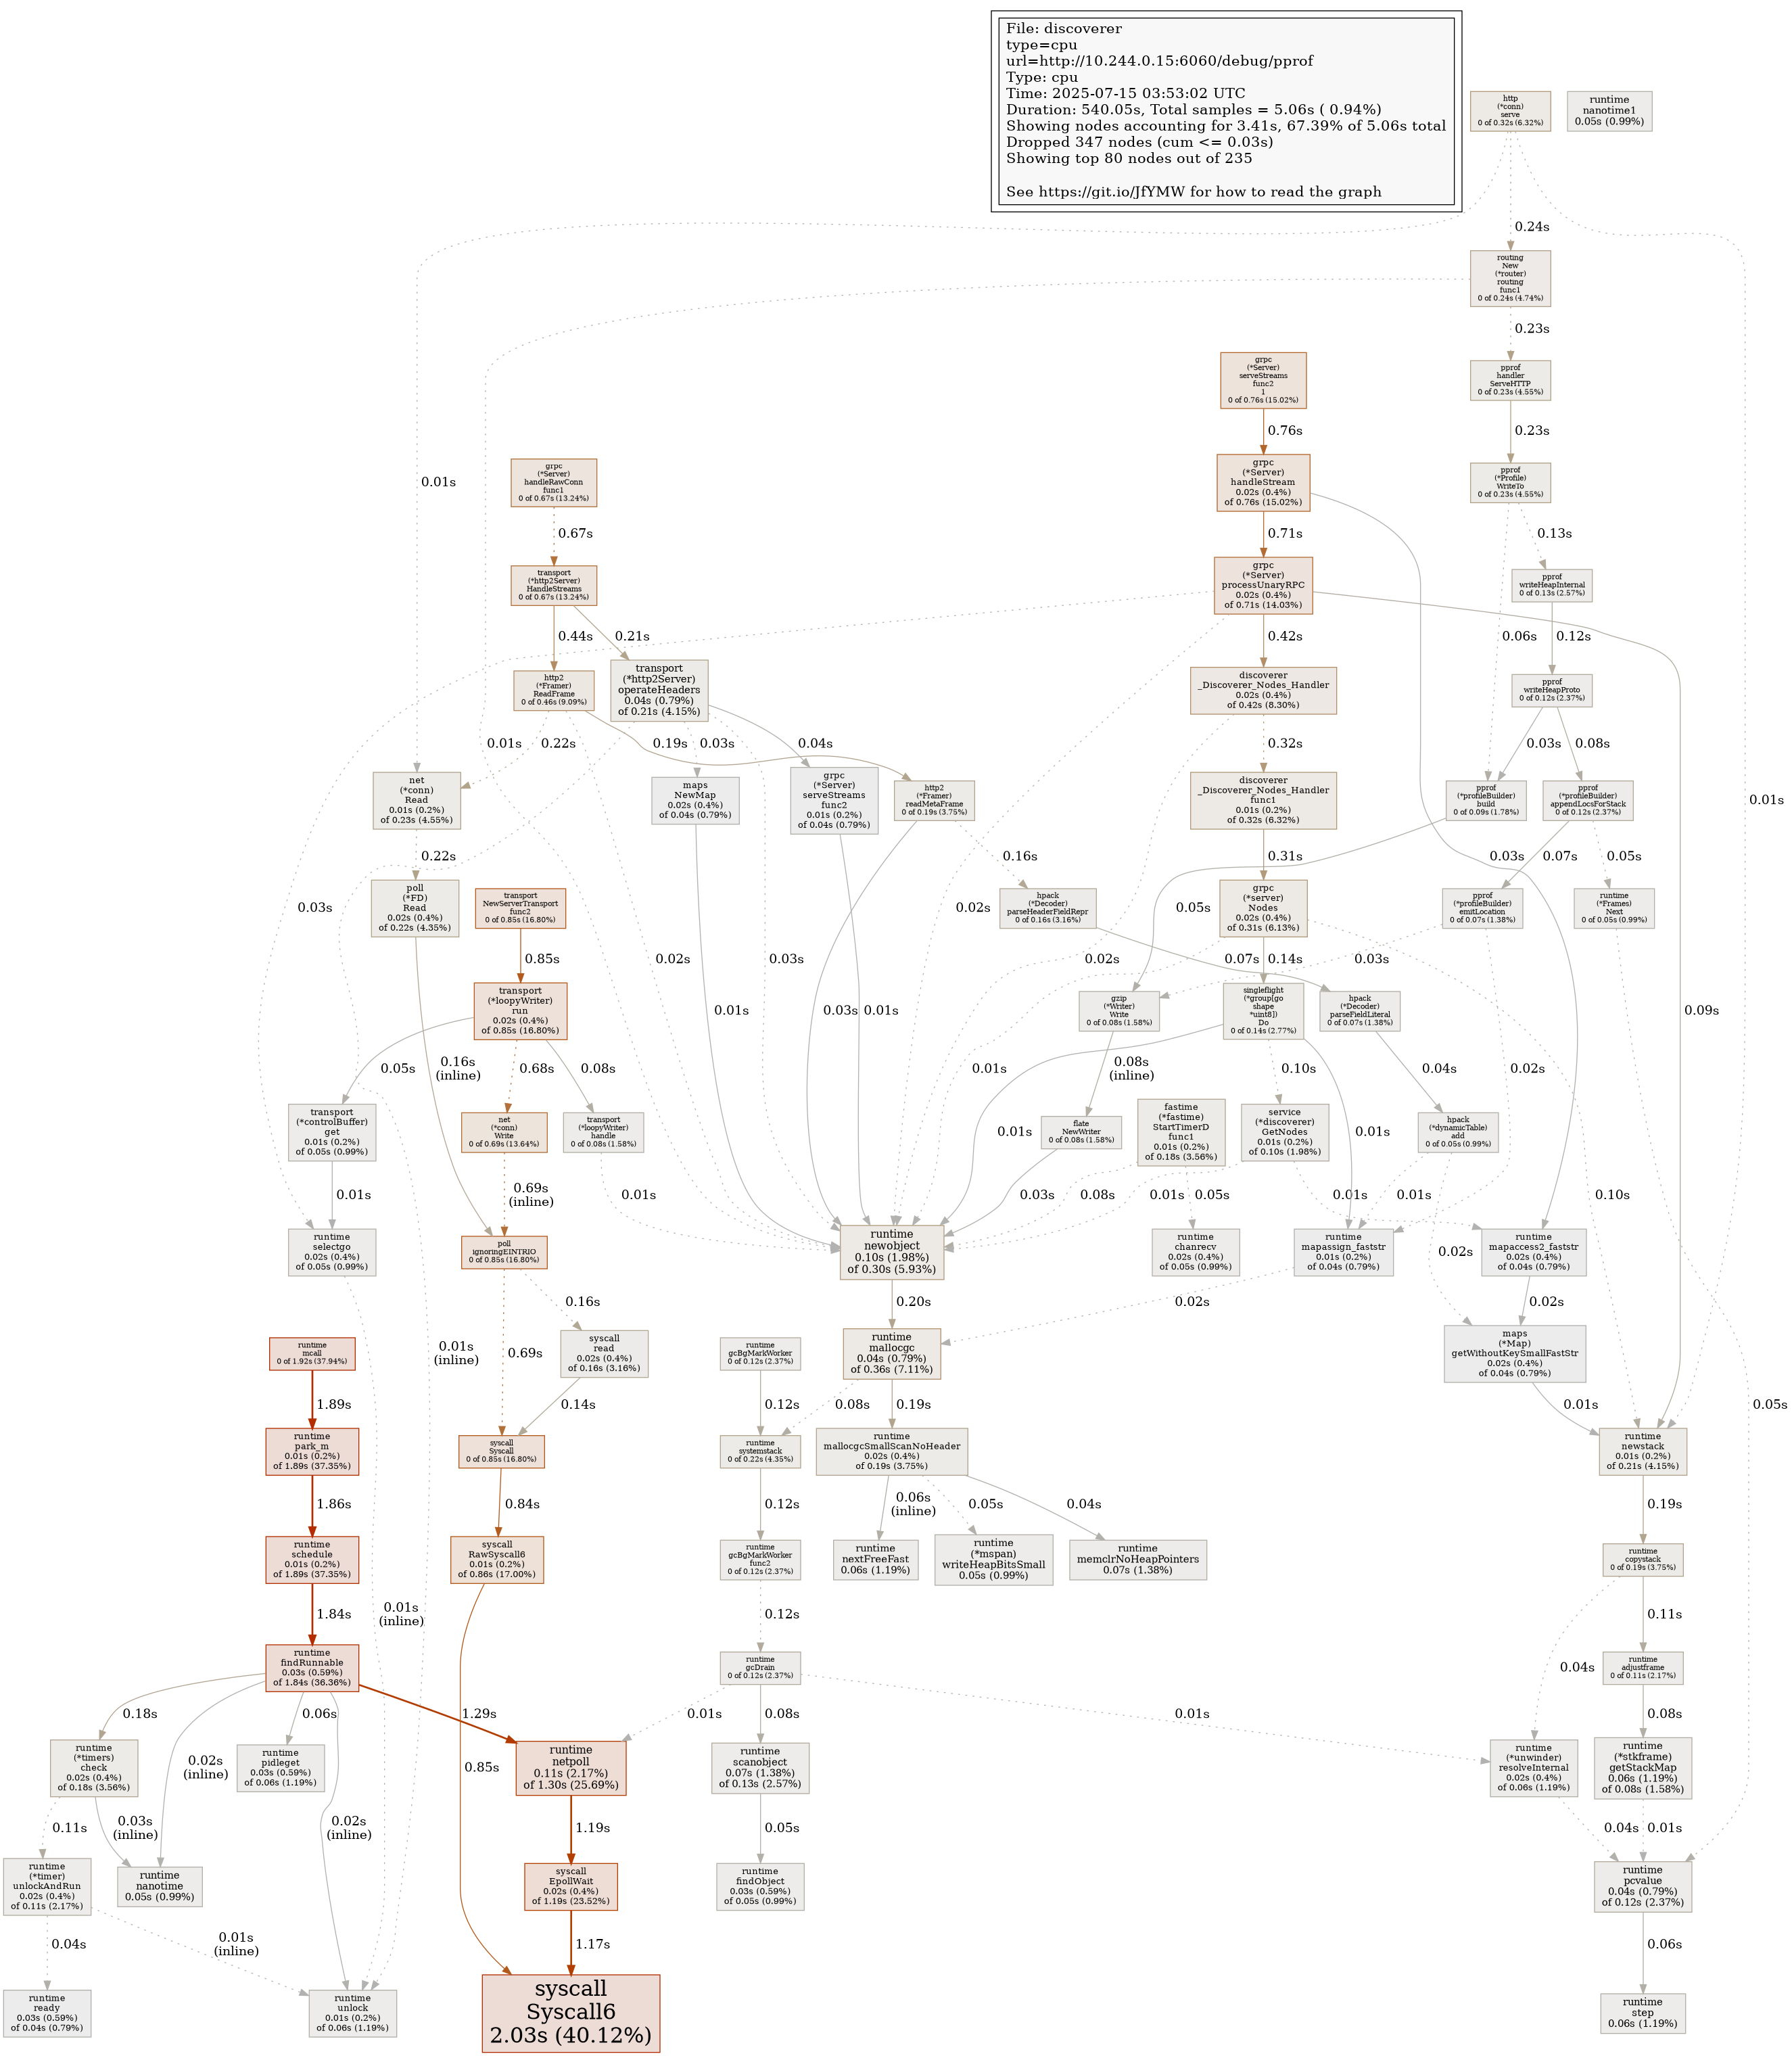 File: discoverer
type=cpu
url=http://10.244.0.15:6060/debug/pprof
Type: cpu
Time: 2025-07-15 03:53:02 UTC
Duration: 540.05s, Total samples = 5.06s ( 0.94%)
Showing nodes accounting for 3.41s, 67.39% of 5.06s total
Dropped 347 nodes (cum <= 0.03s)
Showing top 80 nodes out of 235
See https://git.io/JfYMW for how to read the graph
http
(*conn)
serve
0 of 0.32s (6.32%)
runtime
nanotime1
0.05s (0.99%)
0.24s
routing
New
(*router)
routing
func1
0 of 0.24s (4.74%)
0.23s
grpc
(*Server)
serveStreams
func2
1
0 of 0.76s (15.02%)
pprof
handler
ServeHTTP
0 of 0.23s (4.55%)
0.76s
0.23s
grpc
(*Server)
handleRawConn
func1
0 of 0.67s (13.24%)
0.01s
grpc
(*Server)
handleStream
0.02s (0.4%)
of 0.76s (15.02%)
pprof
(*Profile)
WriteTo
0 of 0.23s (4.55%)
0.67s
0.71s
0.13s
transport
(*http2Server)
HandleStreams
0 of 0.67s (13.24%)
grpc
(*Server)
processUnaryRPC
0.02s (0.4%)
of 0.71s (14.03%)
pprof
writeHeapInternal
0 of 0.13s (2.57%)
0.44s
0.21s
0.42s
0.06s
0.12s
http2
(*Framer)
ReadFrame
0 of 0.46s (9.09%)
transport
(*http2Server)
operateHeaders
0.04s (0.79%)
of 0.21s (4.15%)
discoverer
_Discoverer_Nodes_Handler
0.02s (0.4%)
of 0.42s (8.30%)
pprof
writeHeapProto
0 of 0.12s (2.37%)
0.01s
0.22s
0.19s
0.03s
0.04s
0.32s
0.03s
0.08s
net
(*conn)
Read
0.01s (0.2%)
of 0.23s (4.55%)
maps
NewMap
0.02s (0.4%)
of 0.04s (0.79%)
grpc
(*Server)
serveStreams
func2
0.01s (0.2%)
of 0.04s (0.79%)
http2
(*Framer)
readMetaFrame
0 of 0.19s (3.75%)
discoverer
_Discoverer_Nodes_Handler
func1
0.01s (0.2%)
of 0.32s (6.32%)
pprof
(*profileBuilder)
build
0 of 0.09s (1.78%)
pprof
(*profileBuilder)
appendLocsForStack
0 of 0.12s (2.37%)
0.01s
0.22s
0.16s
0.31s
0.03s
0.07s
0.05s
0.03s
poll
(*FD)
Read
0.02s (0.4%)
of 0.22s (4.35%)
transport
NewServerTransport
func2
0 of 0.85s (16.80%)
0.02s
hpack
(*Decoder)
parseHeaderFieldRepr
0 of 0.16s (3.16%)
0.05s
grpc
(*server)
Nodes
0.02s (0.4%)
of 0.31s (6.13%)
pprof
(*profileBuilder)
emitLocation
0 of 0.07s (1.38%)
runtime
(*Frames)
Next
0 of 0.05s (0.99%)
0.85s
0.02s
0.03s
0.02s
0.07s
0.14s
0.03s
transport
(*loopyWriter)
run
0.02s (0.4%)
of 0.85s (16.80%)
0.01s
0.03s
0.01s
gzip
(*Writer)
Write
0 of 0.08s (1.58%)
singleflight
(*group[go
shape
*uint8])
Do
0 of 0.14s (2.77%)
hpack
(*Decoder)
parseFieldLiteral
0 of 0.07s (1.38%)
0.09s
0.05s
0.16s
(inline)
0.68s
0.08s
0.01s
0.08s
(inline)
0.10s
0.04s
0.02s
transport
(*controlBuffer)
get
0.01s (0.2%)
of 0.05s (0.99%)
net
(*conn)
Write
0 of 0.69s (13.64%)
transport
(*loopyWriter)
handle
0 of 0.08s (1.58%)
0.01s
flate
NewWriter
0 of 0.08s (1.58%)
fastime
(*fastime)
StartTimerD
func1
0.01s (0.2%)
of 0.18s (3.56%)
service
(*discoverer)
GetNodes
0.01s (0.2%)
of 0.10s (1.98%)
0.01s
hpack
(*dynamicTable)
add
0 of 0.05s (0.99%)
0.01s
0.69s
(inline)
0.01s
0.03s
0.08s
0.05s
0.01s
0.01s
0.01s
0.10s
runtime
selectgo
0.02s (0.4%)
of 0.05s (0.99%)
poll
ignoringEINTRIO
0 of 0.85s (16.80%)
runtime
newobject
0.10s (1.98%)
of 0.30s (5.93%)
runtime
chanrecv
0.02s (0.4%)
of 0.05s (0.99%)
runtime
mapassign_faststr
0.01s (0.2%)
of 0.04s (0.79%)
0.02s
runtime
mapaccess2_faststr
0.02s (0.4%)
of 0.04s (0.79%)
0.16s
0.20s
0.02s
0.02s
runtime
mcall
0 of 1.92s (37.94%)
0.01s
(inline)
0.69s
syscall
read
0.02s (0.4%)
of 0.16s (3.16%)
runtime
gcBgMarkWorker
0 of 0.12s (2.37%)
runtime
mallocgc
0.04s (0.79%)
of 0.36s (7.11%)
maps
(*Map)
getWithoutKeySmallFastStr
0.02s (0.4%)
of 0.04s (0.79%)
1.89s
0.14s
0.12s
0.08s
0.19s
0.01s
0.05s
runtime
park_m
0.01s (0.2%)
of 1.89s (37.35%)
syscall
Syscall
0 of 0.85s (16.80%)
runtime
systemstack
0 of 0.22s (4.35%)
runtime
mallocgcSmallScanNoHeader
0.02s (0.4%)
of 0.19s (3.75%)
runtime
newstack
0.01s (0.2%)
of 0.21s (4.15%)
1.86s
0.84s
0.12s
0.06s
(inline)
0.05s
0.04s
0.19s
runtime
schedule
0.01s (0.2%)
of 1.89s (37.35%)
syscall
RawSyscall6
0.01s (0.2%)
of 0.86s (17.00%)
runtime
gcBgMarkWorker
func2
0 of 0.12s (2.37%)
runtime
nextFreeFast
0.06s (1.19%)
runtime
(*mspan)
writeHeapBitsSmall
0.05s (0.99%)
runtime
memclrNoHeapPointers
0.07s (1.38%)
runtime
copystack
0 of 0.19s (3.75%)
1.84s
0.01s
(inline)
0.12s
0.11s
runtime
findRunnable
0.03s (0.59%)
of 1.84s (36.36%)
runtime
gcDrain
0 of 0.12s (2.37%)
0.04s
runtime
adjustframe
0 of 0.11s (2.17%)
0.18s
0.06s
1.29s
0.01s
0.08s
0.01s
0.08s
runtime
(*timers)
check
0.02s (0.4%)
of 0.18s (3.56%)
0.02s
(inline)
runtime
pidleget
0.03s (0.59%)
of 0.06s (1.19%)
0.85s
runtime
netpoll
0.11s (2.17%)
of 1.30s (25.69%)
runtime
scanobject
0.07s (1.38%)
of 0.13s (2.57%)
runtime
(*unwinder)
resolveInternal
0.02s (0.4%)
of 0.06s (1.19%)
runtime
(*stkframe)
getStackMap
0.06s (1.19%)
of 0.08s (1.58%)
0.11s
0.03s
(inline)
0.02s
(inline)
1.19s
0.05s
0.04s
0.01s
runtime
(*timer)
unlockAndRun
0.02s (0.4%)
of 0.11s (2.17%)
runtime
nanotime
0.05s (0.99%)
syscall
EpollWait
0.02s (0.4%)
of 1.19s (23.52%)
runtime
findObject
0.03s (0.59%)
of 0.05s (0.99%)
runtime
pcvalue
0.04s (0.79%)
of 0.12s (2.37%)
0.04s
0.01s
(inline)
1.17s
0.06s
runtime
ready
0.03s (0.59%)
of 0.04s (0.79%)
runtime
unlock
0.01s (0.2%)
of 0.06s (1.19%)
syscall
Syscall6
2.03s (40.12%)
runtime
step
0.06s (1.19%)